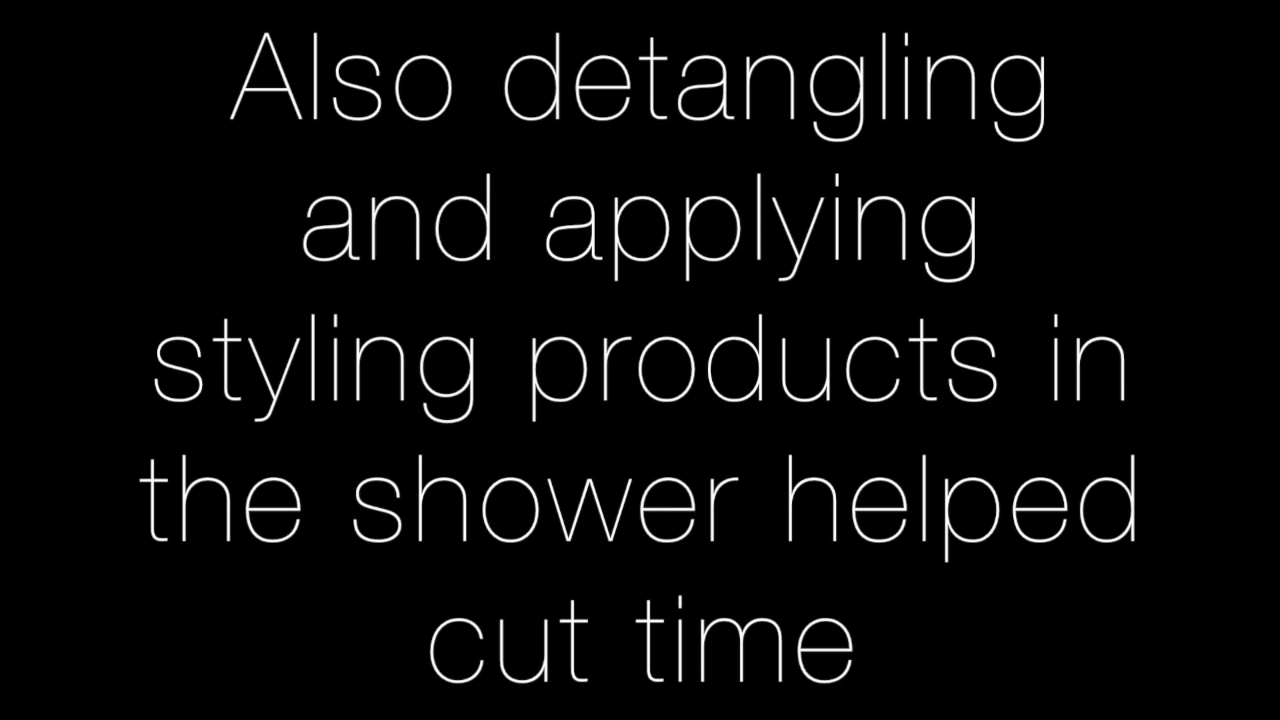 Also detangling
and applying
styling products in
the shower helped
cut time